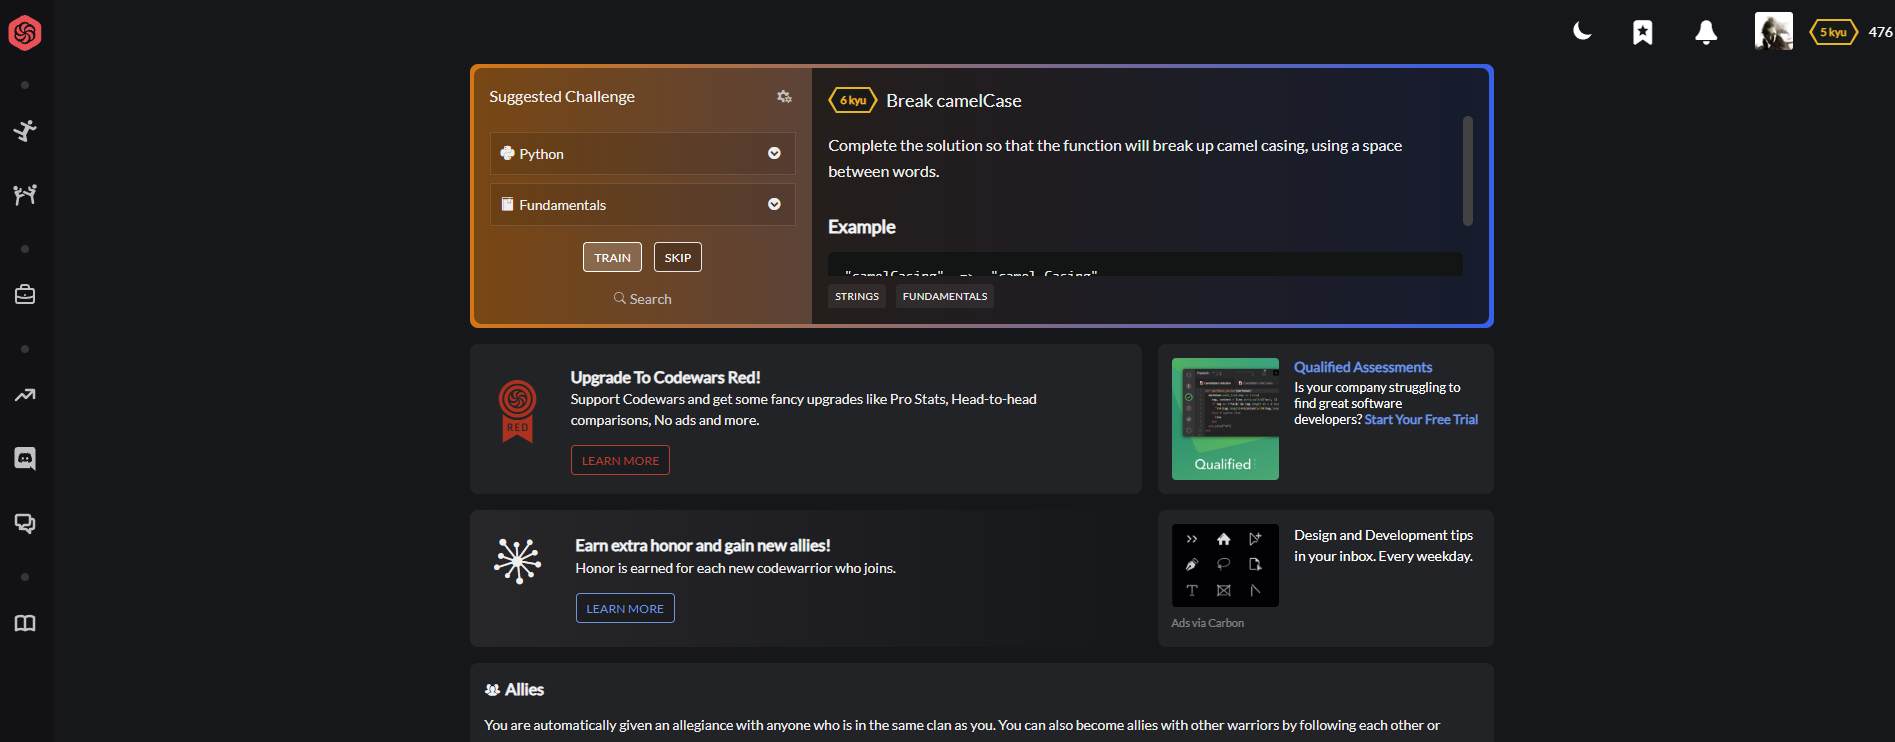 5 kyu
476
Suggested Challenge
Python
Fundamentals
TRAIN
SKIP
Search
6 kyu
Break camelCase
Complete the solution so that the function will break up camel casing, using a space
between words.
Example
"camelCasing"  =>  "camel Casing"
STRINGS
FUNDAMENTALS
RED
Upgrade To Codewars Red!
Support Codewars and get some fancy upgrades like Pro Stats, Head-to-head
comparisons, No ads and more.
LEARN MORE
Qualified
Qualified Assessments
Is your company struggling to
find great software
developers? Start Your Free Trial
Earn extra honor and gain new allies!
Honor is earned for each new codewarrior who joins.
LEARN MORE
Design and Development tips
in your inbox. Every weekday.
Ads via Carbon
Allies
You are automatically given an allegiance with anyone who is in the same clan as you. You can also become allies with other warriors by following each other or